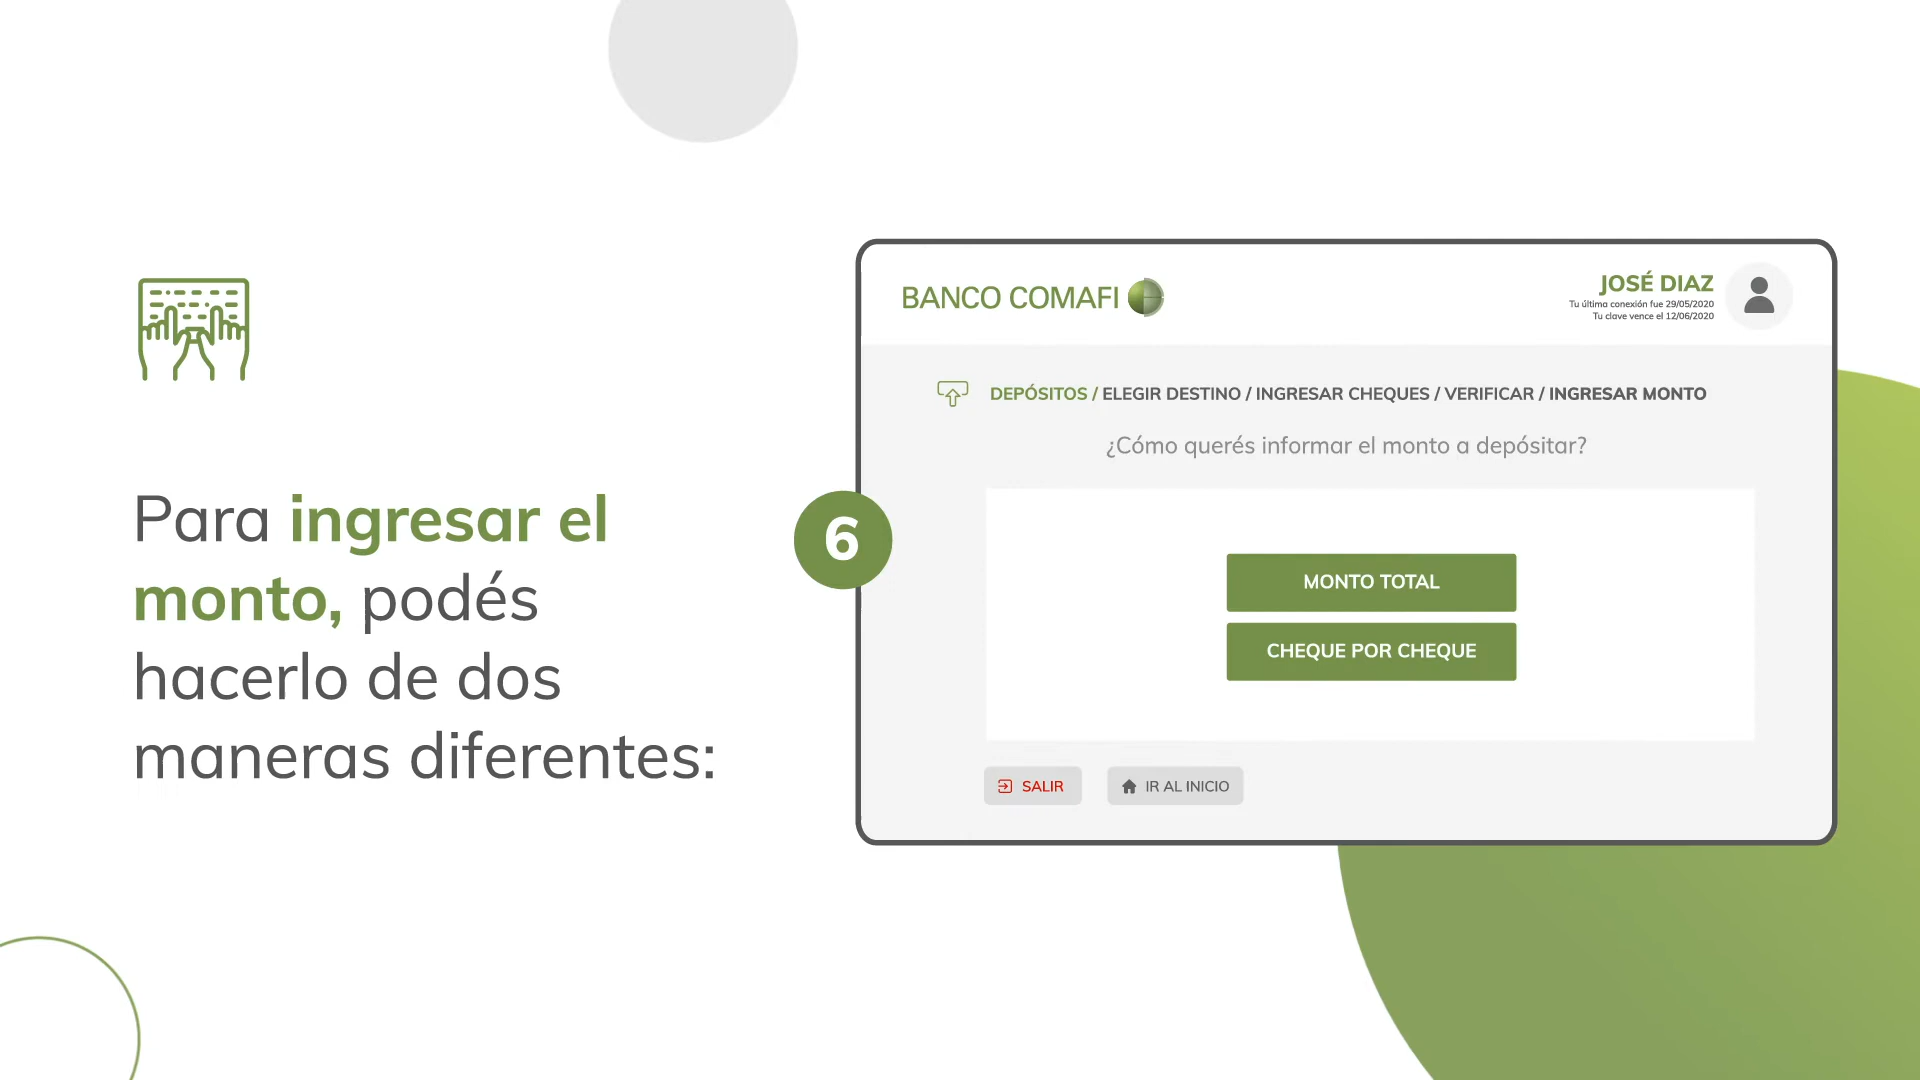 Para ingresar el
monto, podés
hacerlo de dos
maneras diferentes:
6
BANCO COMAFI
JOSÉ DIAZ
Tu última conexión fue 29/05/2020
Tu clave vence el 12/06/2020
DEPÓSITOS / ELEGIR DESTINO / INGRESAR CHEQUES / VERIFICAR / INGRESAR MONTO
¿Cómo querés informar el monto a depósitar?
MONTO TOTAL
CHEQUE POR CHEQUE
SALIR
IR AL INICIO